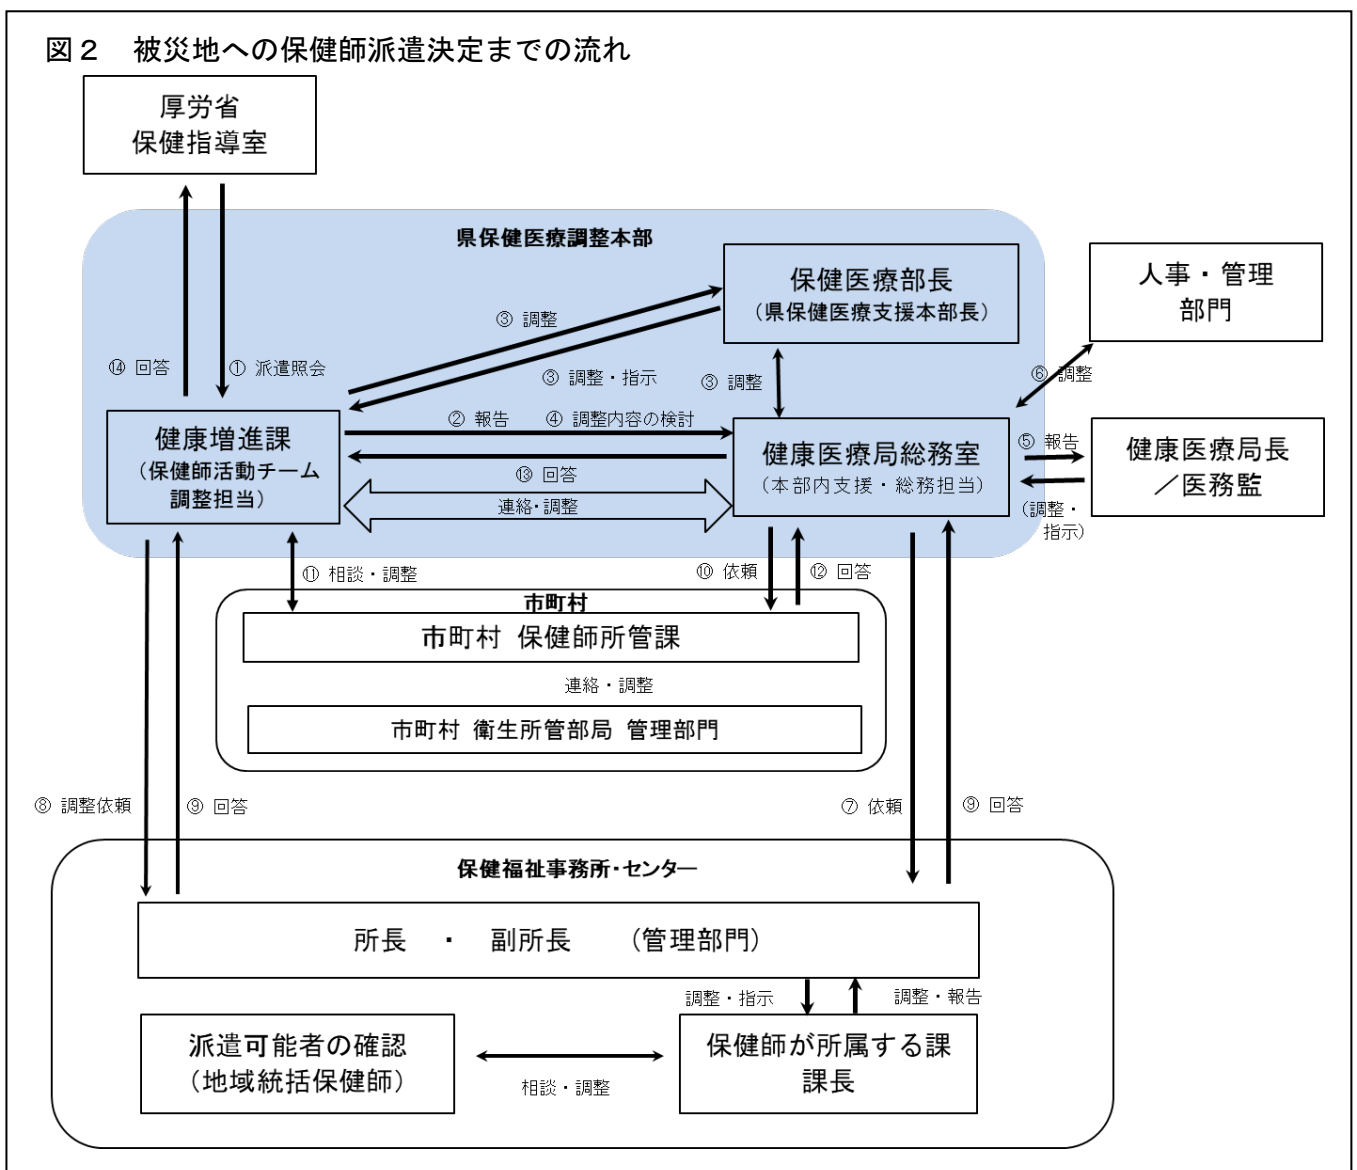 図２　被災地への保健師派遣決定までの流れ
厚労省
保健指導室
県保健医療調整本部
保健医療部長
（県保健医療支援本部長）
人事・管理
部門
③ 調整
⑭ 回答
① 派遣照会
③ 調整・指示
③ 調整
⑥ 調整
健康増進課
（保健師活動チーム
調整担当）
② 報告　④ 調整内容の検討
⑬ 回答
連絡・調整
健康医療局総務室
（本部内支援・総務担当）
⑤ 報告
健康医療局長
／医務監
（調整・
指示）
⑪ 相談・調整
⑩ 依頼
⑫ 回答
市町村
市町村 保健師所管課
連絡・調整
市町村 衛生所管部局 管理部門
⑧ 調整依頼
⑨ 回答
⑦ 依頼
⑨ 回答
保健福祉事務所・センター
所長　・　副所長　（管理部門）
調整・指示
調整・報告
派遣可能者の確認
（地域統括保健師）
相談・調整
保健師が所属する課
課長